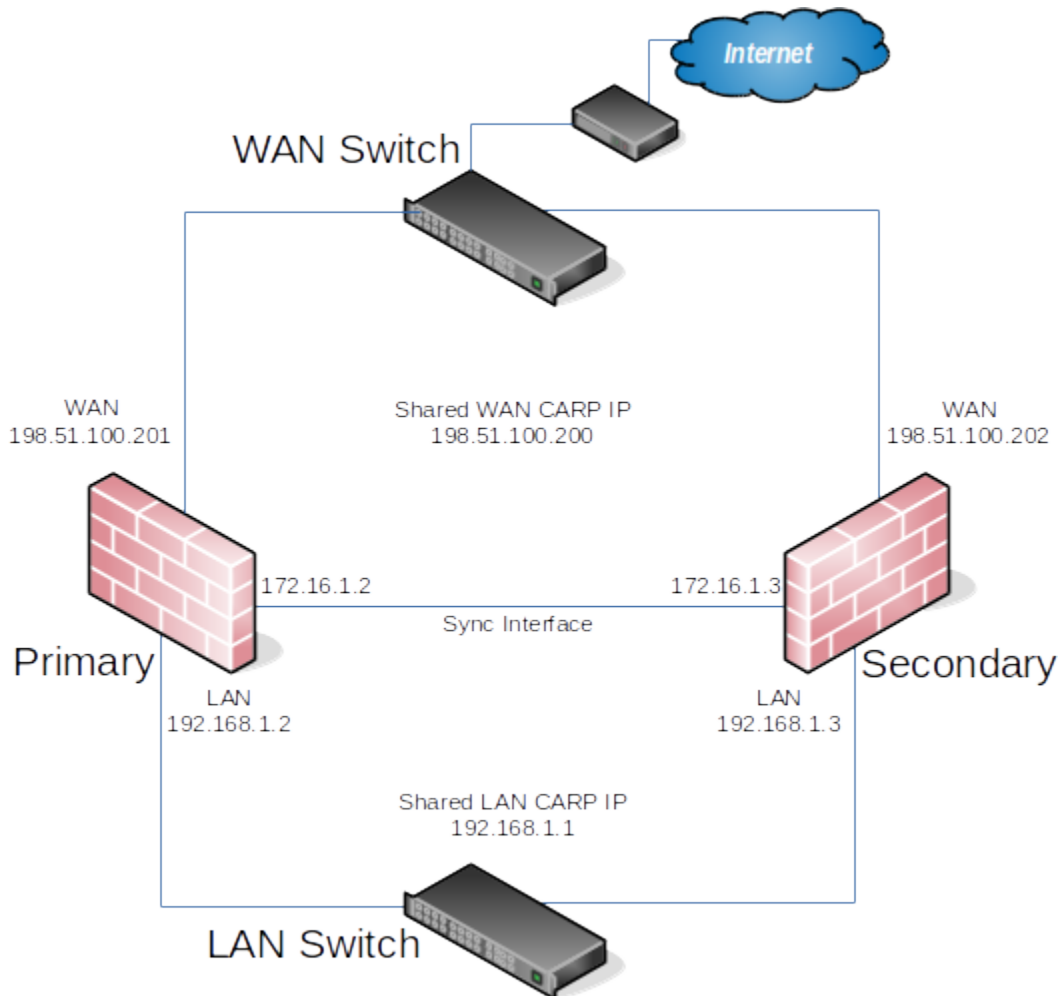 Internet
WAN Switch
WAN
198.51.100.201
Shared WAN CARP IP
198.51.100.200
WAN
198.51.100.202
172.16.1.2
172.16.1.3
Sync Interface
Primary
Secondary
LAN
192.168.1.2
LAN
192.168.1.3
Shared LAN CARP IP
192.168.1.1
LAN Switch